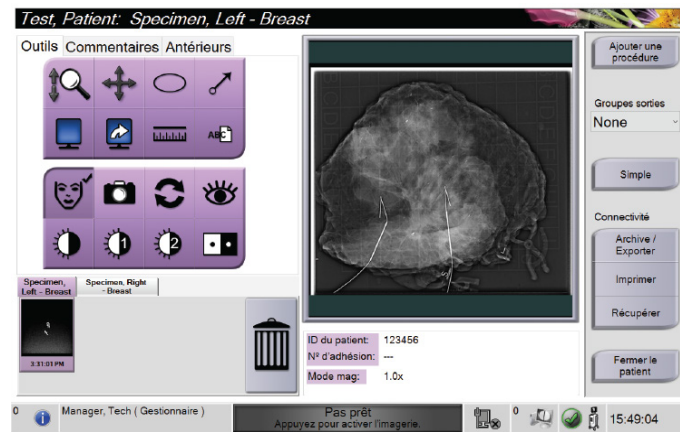 Test, Patient: Specimen, Left - Breast
Outils Commentaires Antérieurs
ABC
1 2
Specimen, Left - Breast
Specimen, Right - Breast
3:31:01 PM
ID du patient: 123456
Nº d'adhésion: ---
Mode mag: 1.0x
Ajouter une
procédure
Groupes sorties
None
Simple
Connectivité
Archive /
Exporter
Imprimer
Récupérer
Fermer le
patient
0 Manager, Tech ( Gestionnaire )
Pas prêt
Appuyez pour activer l'imagerie.
0
15:49:04